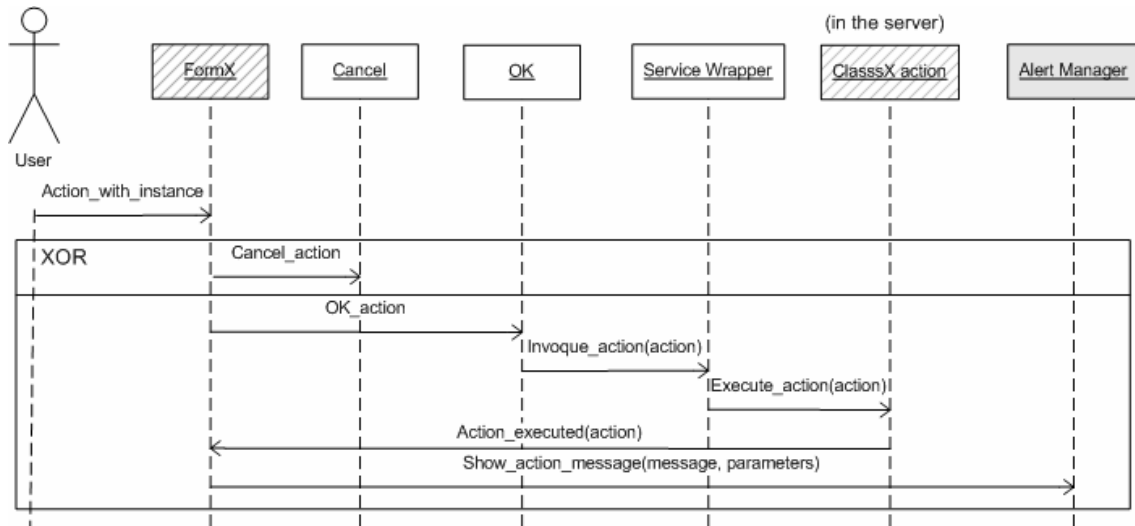 (in the server)
FormX
Cancel
OK
Service Wrapper
ClasssX action
Alert Manager
User
Action_with_instance
XOR
Cancel_action
OK_action
Invoque_action(action)
Execute_action(action)
Action_executed(action)
Show_action_message(message, parameters)